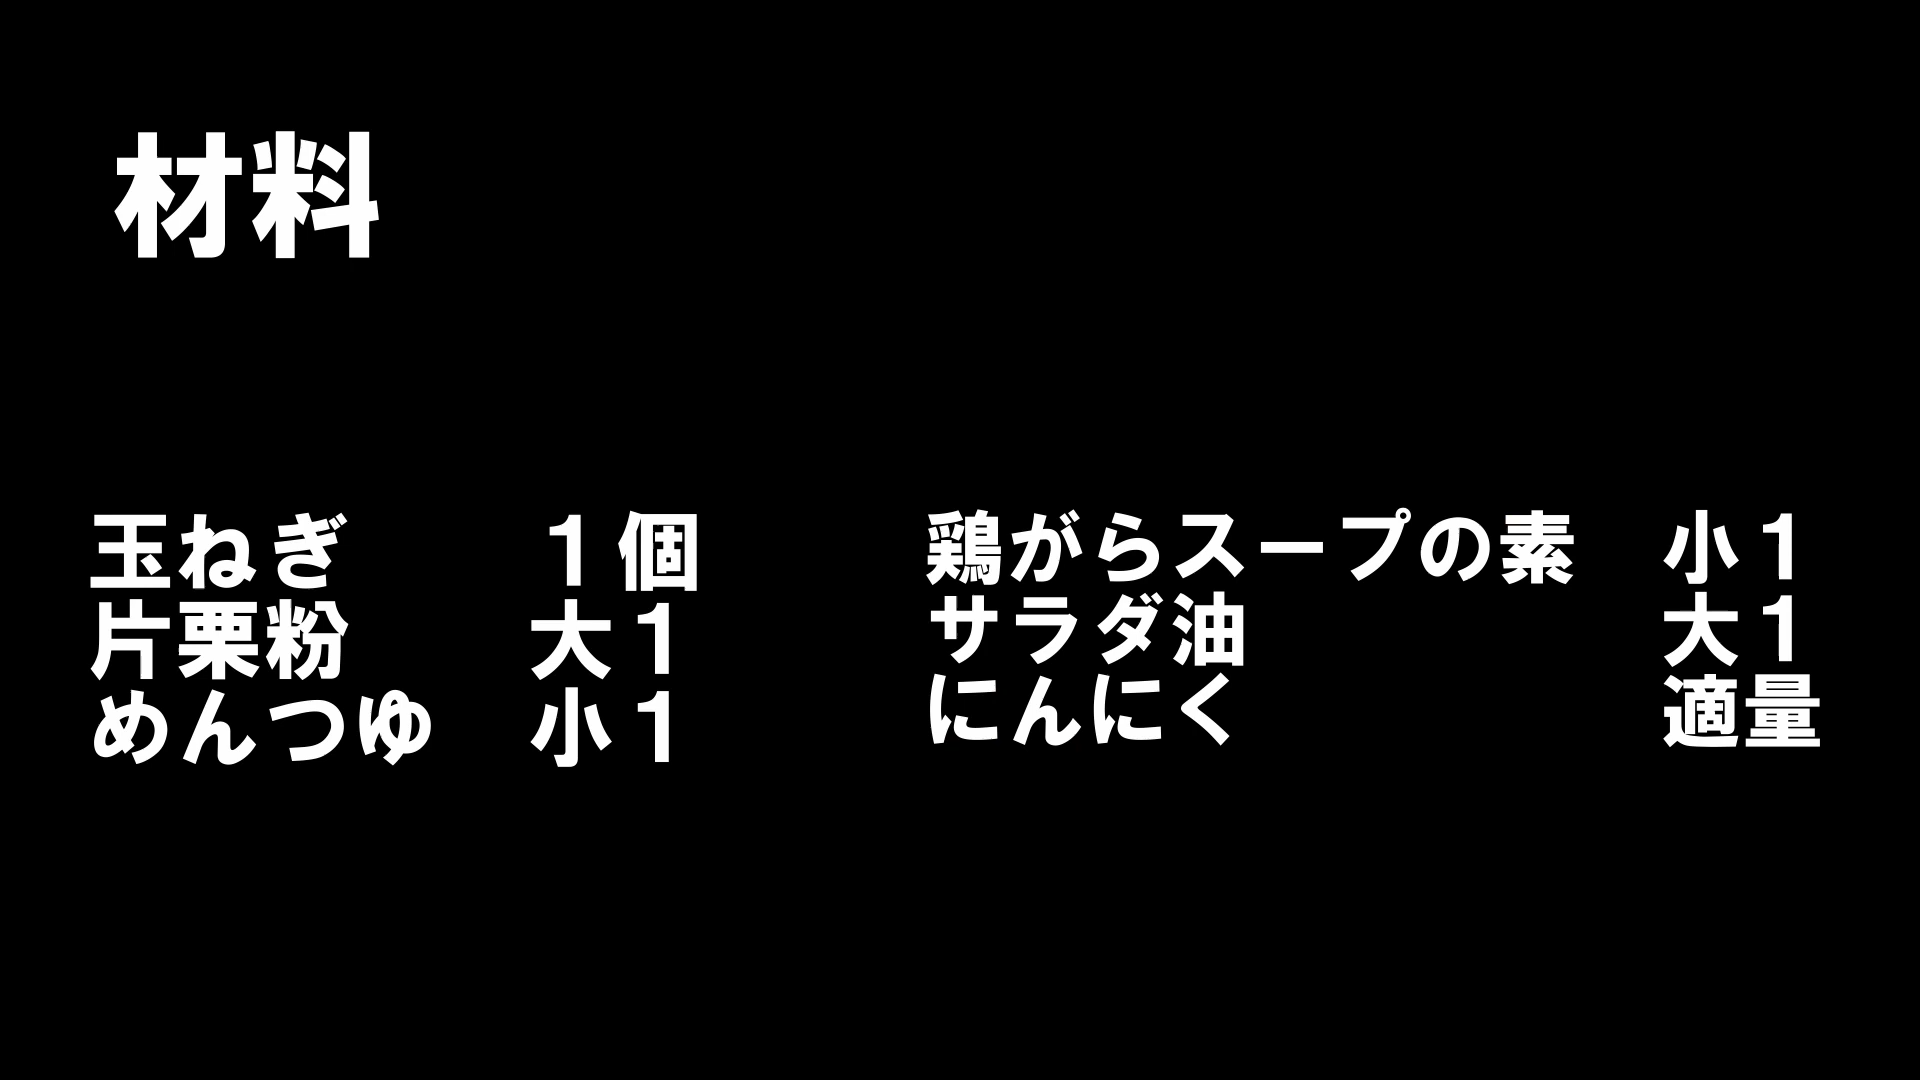 材料
玉ねぎ　　１個
片栗粉　　大１
めんつゆ　小１
鶏がらスープの素　小１
サラダ油　　　　　大１
にんにく　　　　　適量